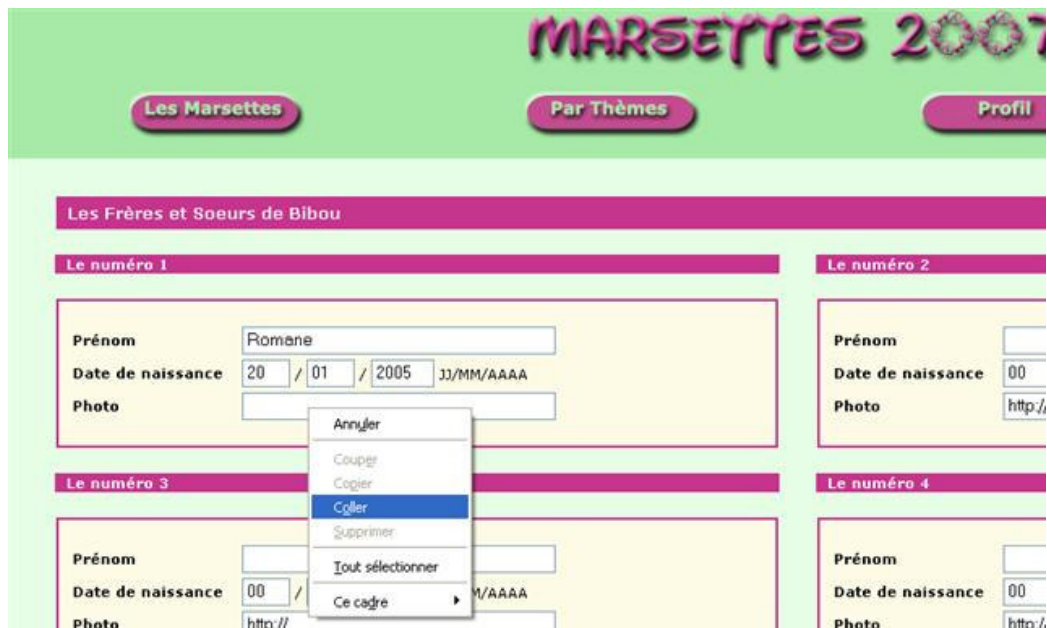 MARSETTES 2007
Les Marsettes
Par Thèmes
Profil
Les Frères et Soeurs de Bibou
Le numéro 1
Prénom Romane
Date de naissance 20 / 01 / 2005 JJ/MM/AAAA
Photo
Le numéro 2
Prénom
Date de naissance 00
Photo http://
Annuler
Couper
Copier
Coller
Supprimer
Tout sélectionner
Ce cadre
Le numéro 3
Prénom
Date de naissance 00 / M/AAAA
Photo http://
Le numéro 4
Prénom
Date de naissance 00
Photo http://